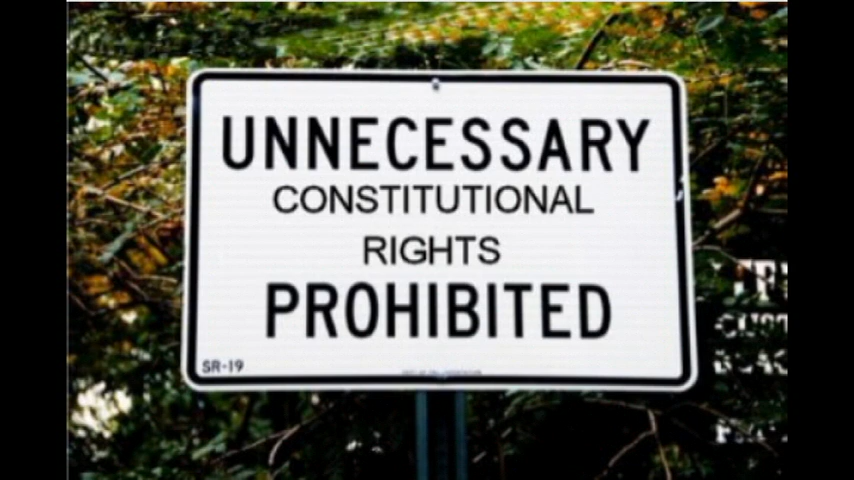 UNNECESSARY
CONSTITUTIONAL
RIGHTS
PROHIBITED
SR-19